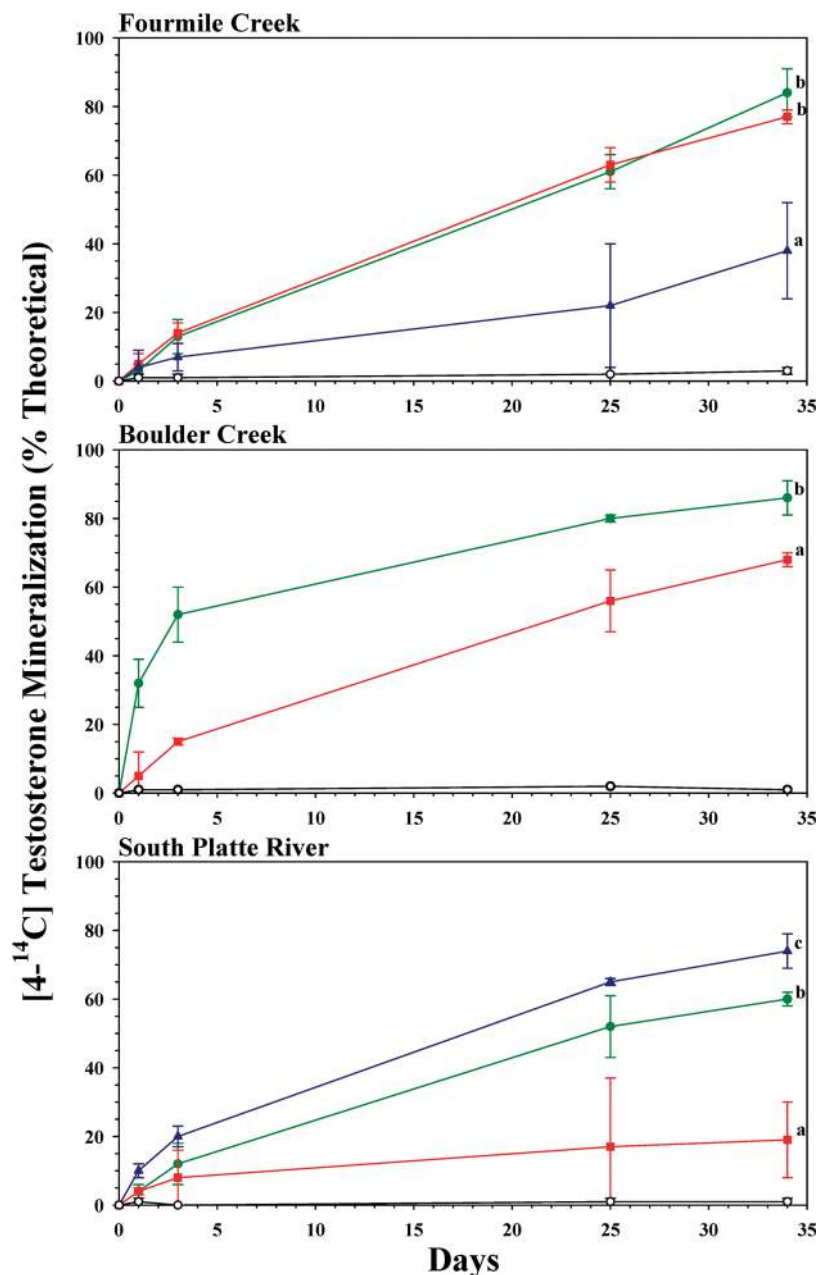 Fourmile Creek
100
80
60
40
20
0
b
b
a
0 5 10 15 20 25 30 35
Boulder Creek
100
80
60
40
20
0
b
a
0 5 10 15 20 25 30 35
South Platte River
100
80
60
40
20
0
c
b
a
0 5 10 15 20 25 30 35
Days
[4-¹⁴C] Testosterone Mineralization (% Theoretical)